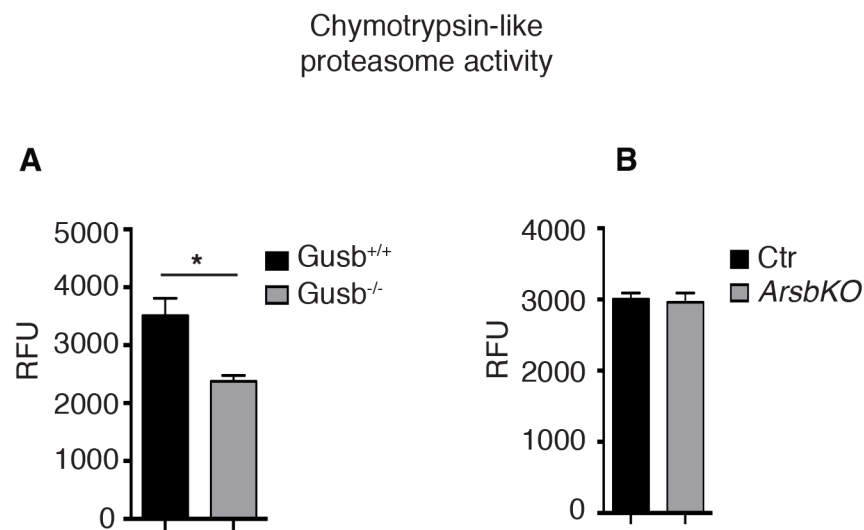 Chymotrypsin-like
proteasome activity
A
B
5000
4000
3000
2000
1000
0
RFU
*
Gusb+/+
Gusb-/-
4000
3000
2000
1000
0
RFU
Ctr
ArsbKO